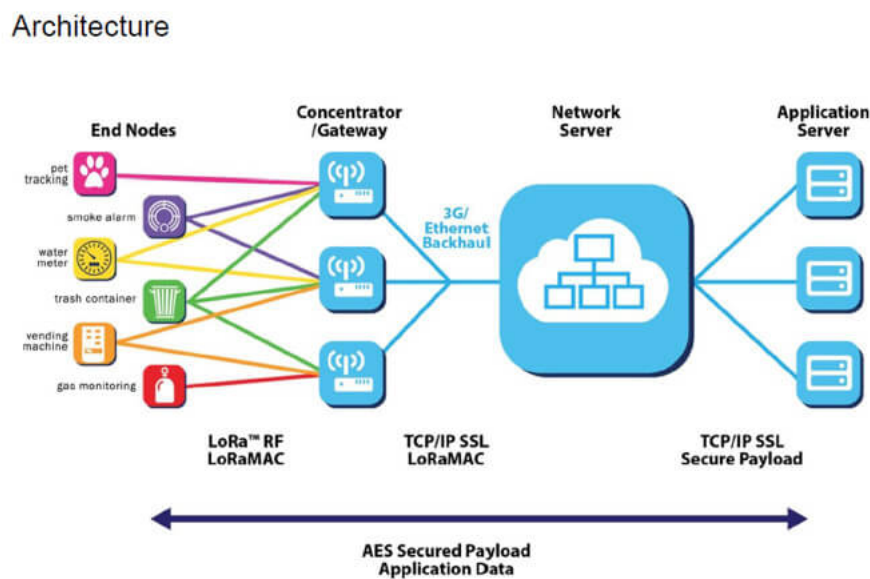 Architecture
End Nodes
Concentrator
/Gateway
Network
Server
Application
Server
pet
tracking
smoke alarm
water
meter
trash container
vending
machine
gas monitoring
3G/
Ethernet
Backhaul
LoRa™ RF
LoRaMAC
TCP/IP SSL
LoRaMAC
TCP/IP SSL
Secure Payload
AES Secured Payload
Application Data